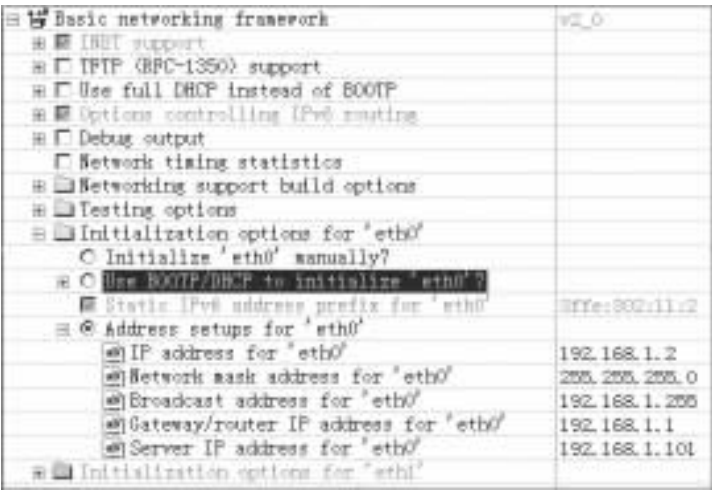 Basic networking framework v2_0
INET support
TFTP (RFC-1350) support
Use full DHCP instead of BOOTP
Options controlling IPv6 routing
Debug output
Network timing statistics
Networking support build options
Testing options
Initialization options for 'eth0'
Initialize 'eth0' manually?
Use BOOTP/DHCP to initialize 'eth0'?
Static IPv6 address prefix for 'eth0' 3ffe:302:11:2
Address setups for 'eth0'
IP address for 'eth0' 192.168.1.2
Network mask address for 'eth0' 255.255.255.0
Broadcast address for 'eth0' 192.168.1.255
Gateway/router IP address for 'eth0' 192.168.1.1
Server IP address for 'eth0' 192.168.1.101
Initialization options for 'eth1'